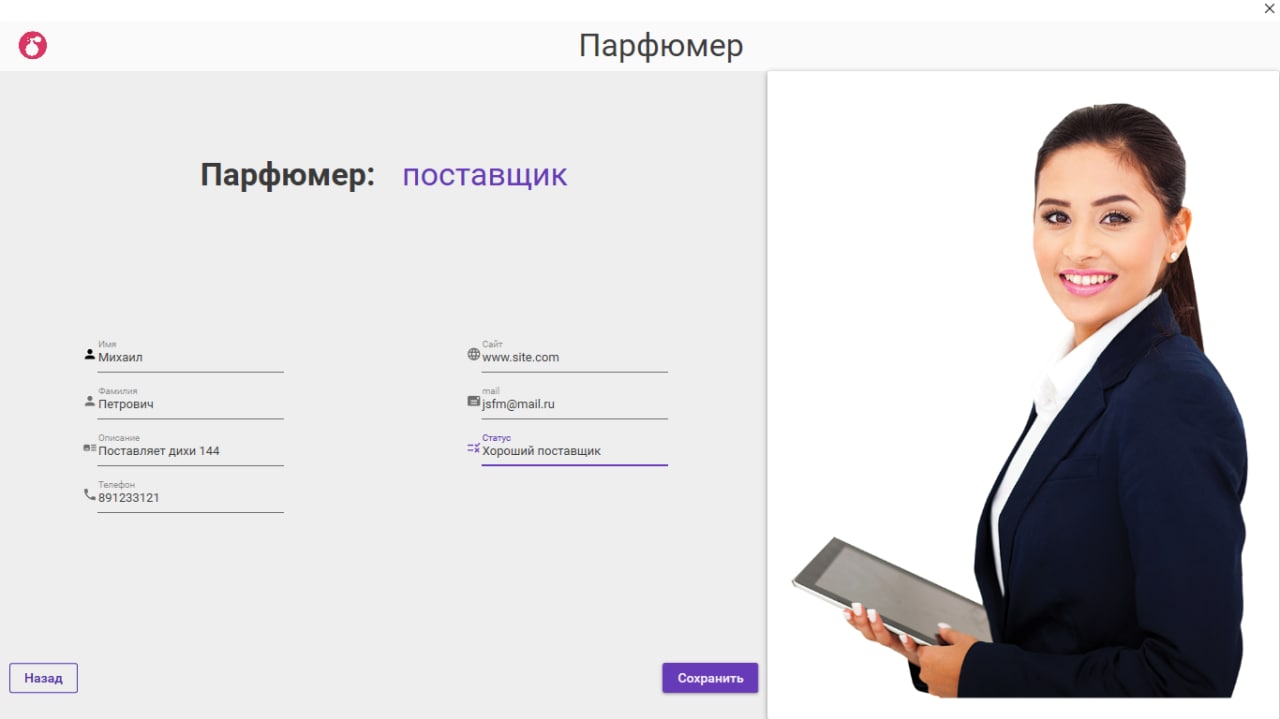 Парфюмер
Парфюмер: поставщик
Имя
Михаил
Фамилия
Петрович
Описание
Поставляет дихи 144
Телефон
891233121
Сайт
www.site.com
mail
jsfm@mail.ru
Статус
Хороший поставщик
Назад
Сохранить